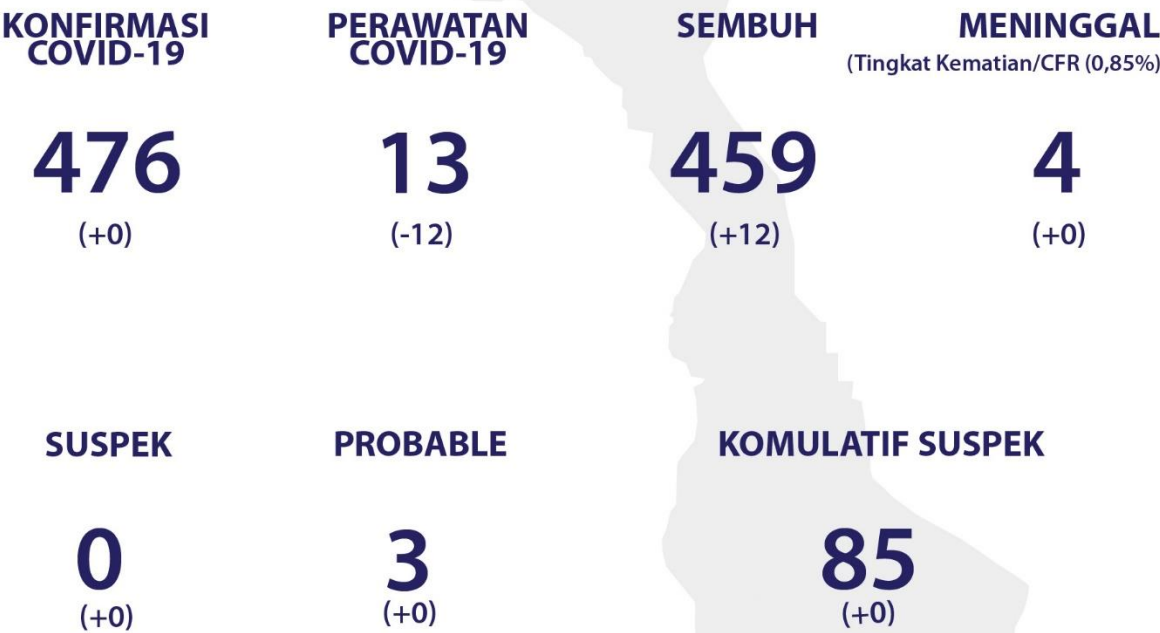 KONFIRMASI
COVID-19
PERAWATAN
COVID-19
SEMBUH
MENINGGAL
(Tingkat Kematian/CFR (0,85%)
476
13
459
4
(+0)
(-12)
(+12)
(+0)
SUSPEK
PROBABLE
KOMULATIF SUSPEK
0
3
85
(+0)
(+0)
(+0)